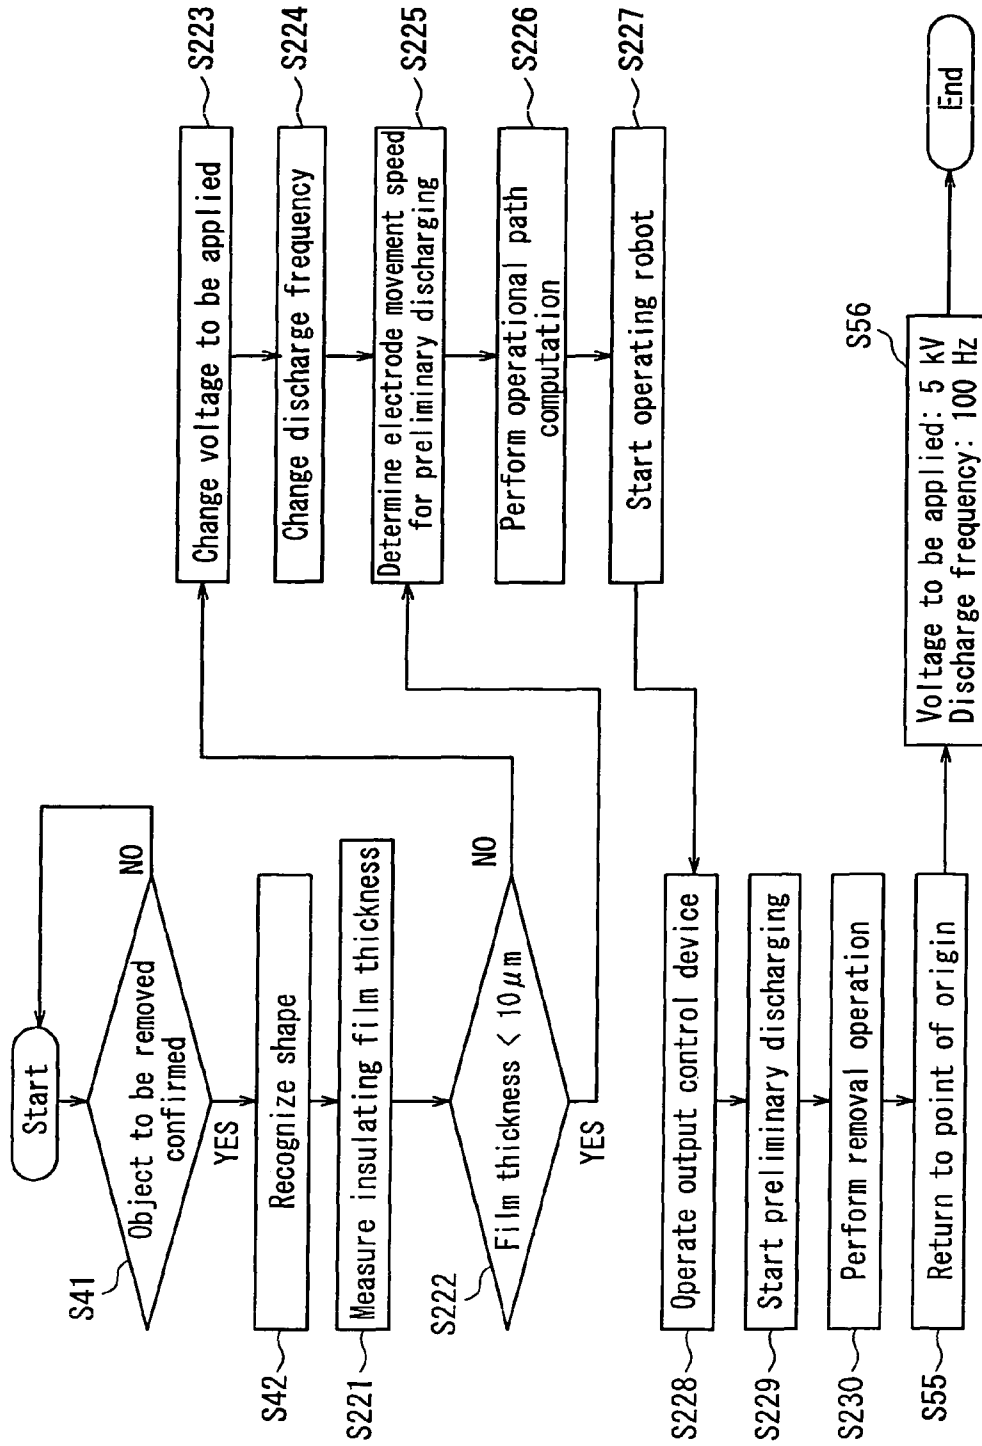 Start
S41
Object to be removed
confirmed
NO
YES
S42
Recognize shape
S221
Measure insulating film thickness
S222
Film thickness < 10μm
NO
YES
S223
Change voltage to be applied
S224
Change discharge frequency
S225
Determine electrode movement speed
for preliminary discharging
S226
Perform operational path
computation
S227
Start operating robot
S228
Operate output control device
S229
Start preliminary discharging
S230
Perform removal operation
S55
Return to point of origin
S56
Voltage to be applied: 5 kV
Discharge frequency: 100 Hz
End